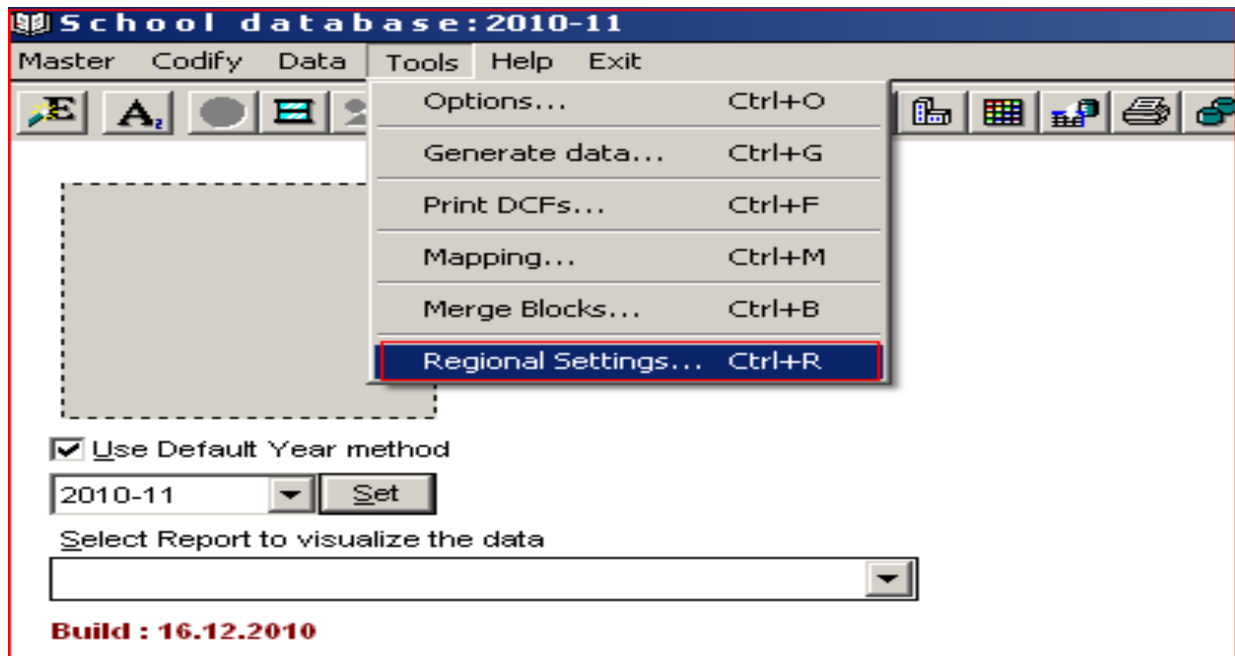 School database:2010-11
Master Codify Data Tools Help Exit
Options... Ctrl+O
Generate data... Ctrl+G
Print DCFs... Ctrl+F
Mapping... Ctrl+M
Merge Blocks... Ctrl+B
Regional Settings... Ctrl+R
Use Default Year method
2010-11 Set
Select Report to visualize the data
Build : 16.12.2010